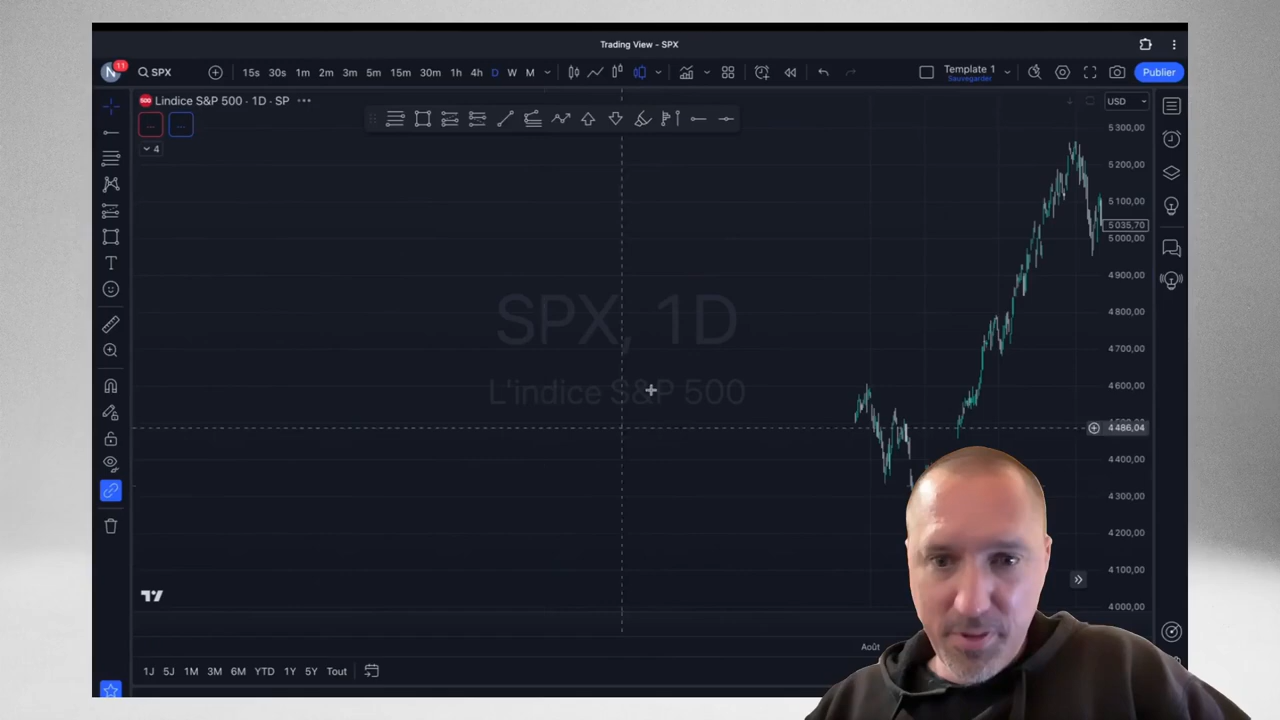 Trading View - SPX
N 11 SPX 15s 30s 1m 2m 3m 5m 15m 30m 1h 4h D W M Template 1 Publier
Sauvegarder
500 Lindice S&P 500 · 1D · SP USD
4
5 300,00
5 200,00
5 100,00
5 035,70
5 000,00
4 900,00
4 800,00
SPX, 1D
4 700,00
4 600,00
L'indice S&P 500
4 486,04
4 400,00
4 300,00
4 200,00
4 100,00
4 000,00
Août
1J 5J 1M 3M 6M YTD 1Y 5Y Tout